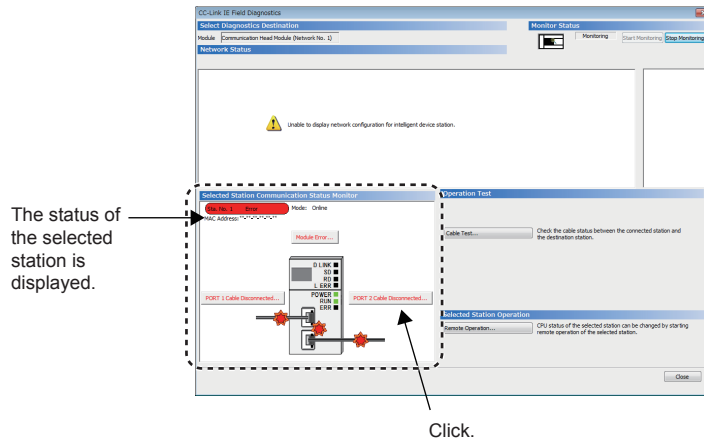 CC-Link IE Field Diagnostics
Select Diagnostics Destination
Monitor Status
Module Communication Head Module (Network No. 1)
Monitoring
Start Monitoring
Stop Monitoring
Network Status
Unable to display network configuration for intelligent device station.
Selected Station Communication Status Monitor
Sta. No. 1 Error
Mode: Online
MAC Address:**-**-**-**-**-**
Module Error...
D LINK
SD
RD
L ERR
POWER
RUN
ERR
PORT 1 Cable Disconnected...
PORT 2 Cable Disconnected...
Operation Test
Cable Test...
Check the cable status between the connected station and
the destination station.
Selected Station Operation
Remote Operation...
CPU status of the selected station can be changed by starting
remote operation of the selected station.
Close
The status of
the selected
station is
displayed.
Click.